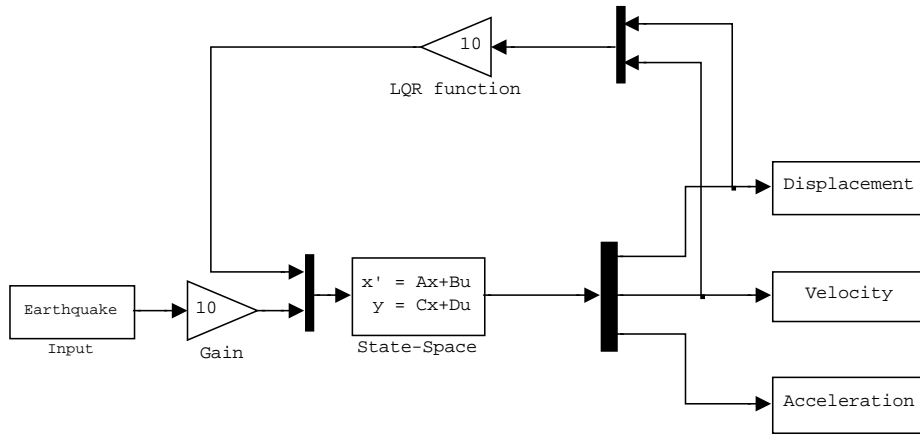 10
LQR function
Displacement
x' = Ax+Bu
y = Cx+Du
State-Space
Earthquake
Input
10
Gain
Velocity
Acceleration